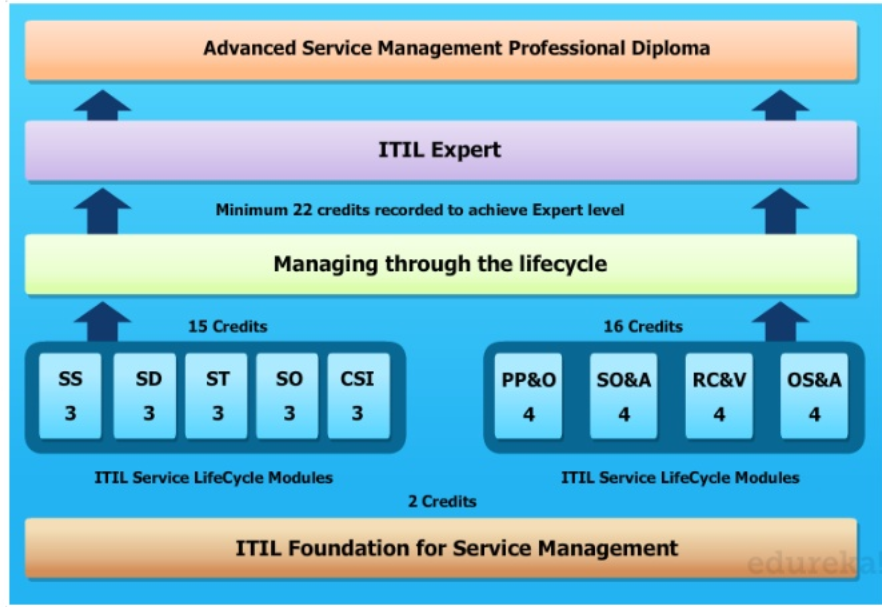 Advanced Service Management Professional Diploma
ITIL Expert
Minimum 22 credits recorded to achieve Expert level
Managing through the lifecycle
15 Credits
16 Credits
SS SD ST SO CSI
3 3 3 3 3
PP&O SO&A RC&V OS&A
4 4 4 4
ITIL Service LifeCycle Modules
ITIL Service LifeCycle Modules
2 Credits
ITIL Foundation for Service Management
edureka!